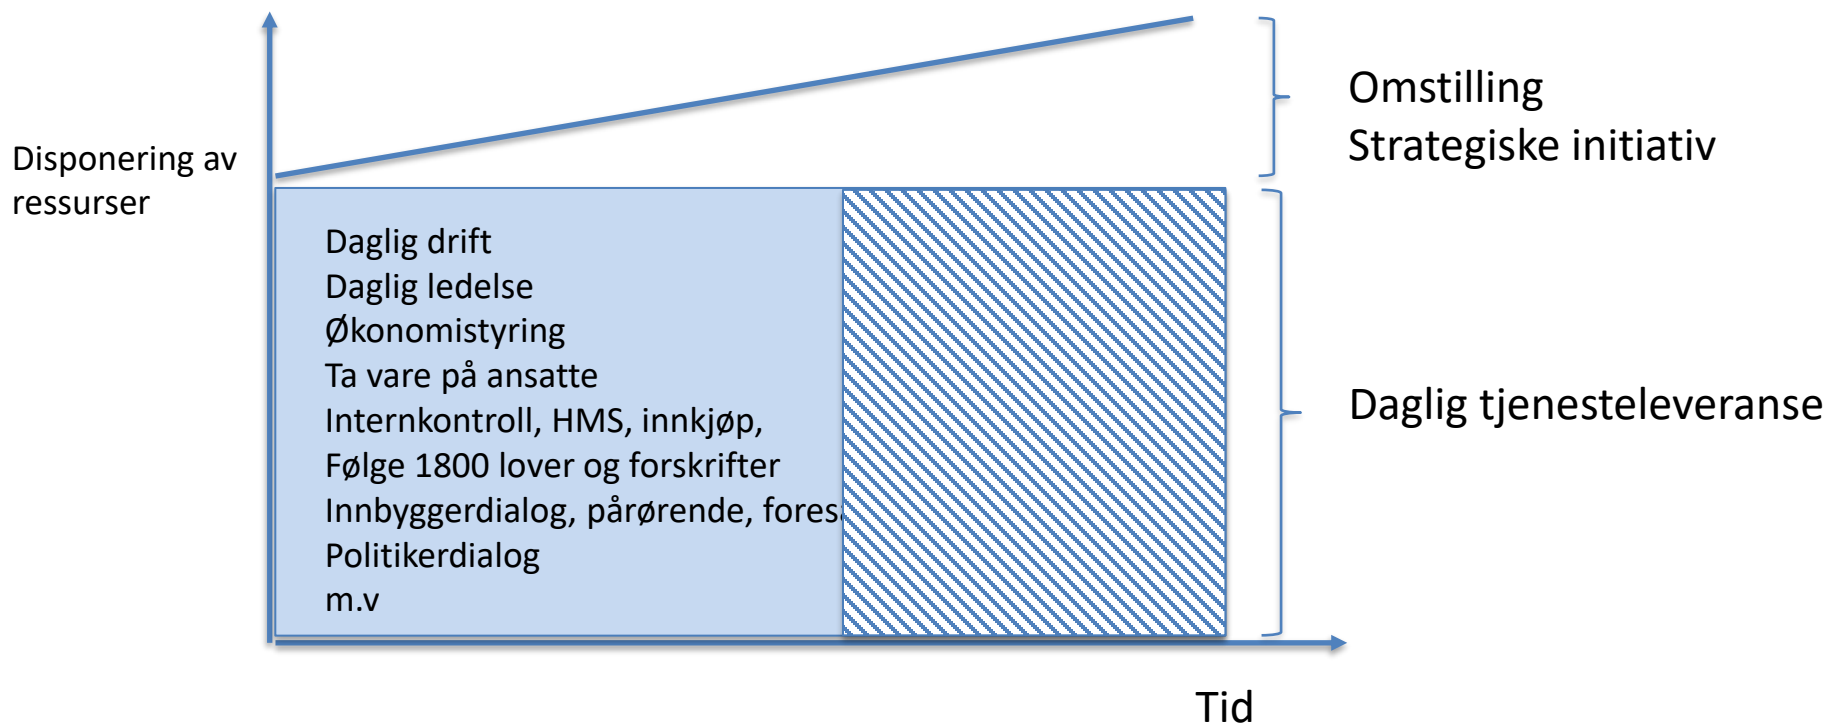 Disponering av
ressurser
Omstilling
Strategiske initiativ
Daglig drift
Daglig ledelse
Økonomistyring
Ta vare på ansatte
Internkontroll, HMS, innkjøp,
Følge 1800 lover og forskrifter
Innbyggerdialog, pårørende,
Politikerdialog
m.v
Daglig tjenesteleveranse
Tid